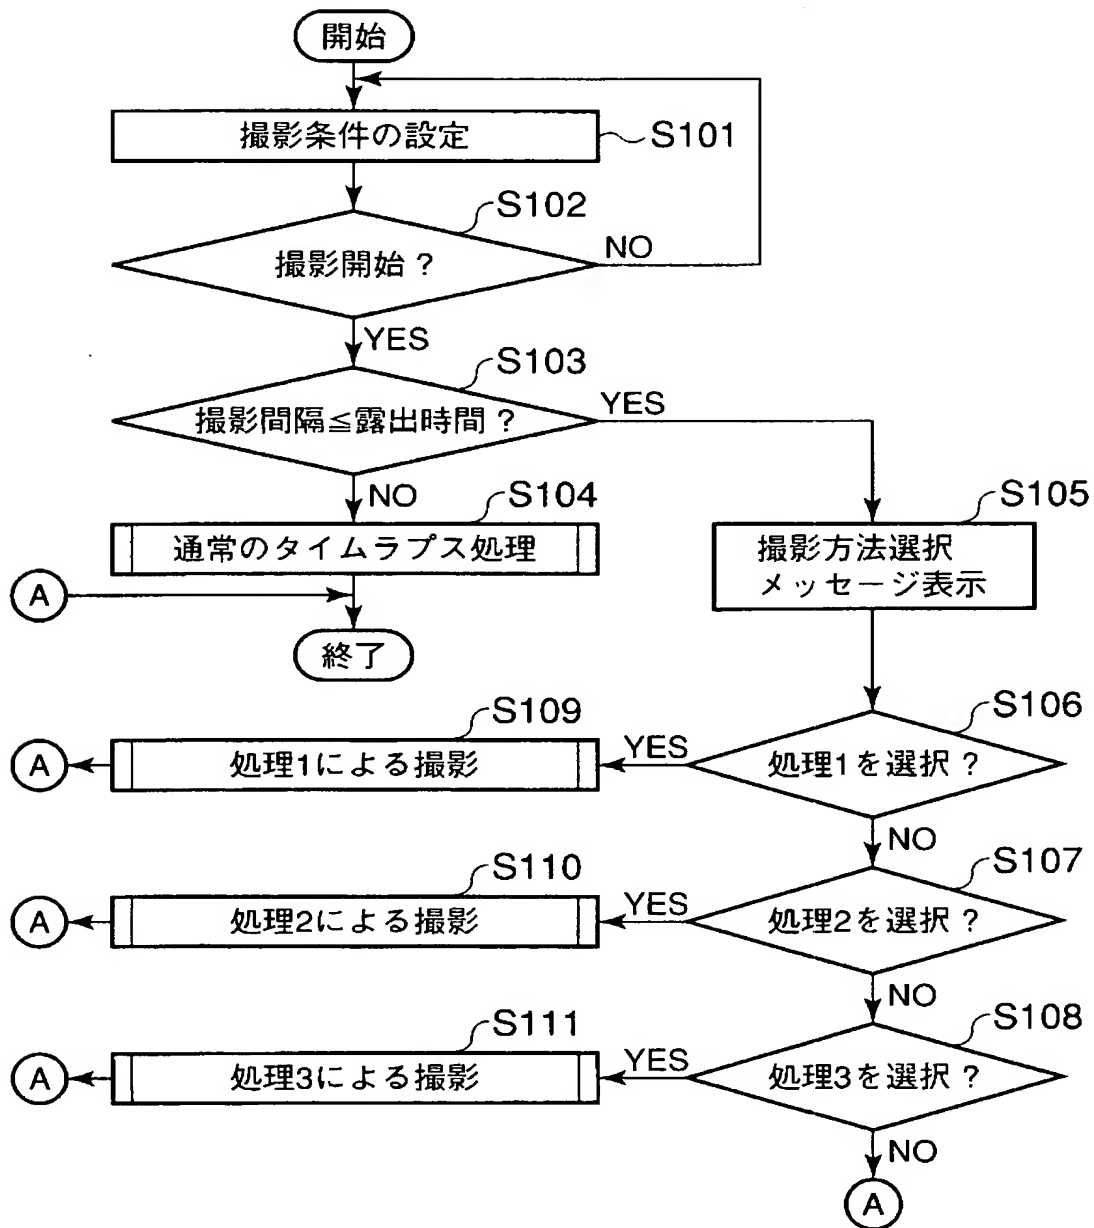 開始
撮影条件の設定
S101
S102
撮影開始?
NO
YES
S103
撮影間隔≦露出時間?
YES
NO
S104
通常のタイムラプス処理
S105
撮影方法選択
メッセージ表示
A
終了
S106
処理1を選択?
YES
S109
処理1による撮影
A
NO
S107
処理2を選択?
YES
S110
処理2による撮影
A
NO
S108
処理3を選択?
YES
S111
処理3による撮影
A
NO
A